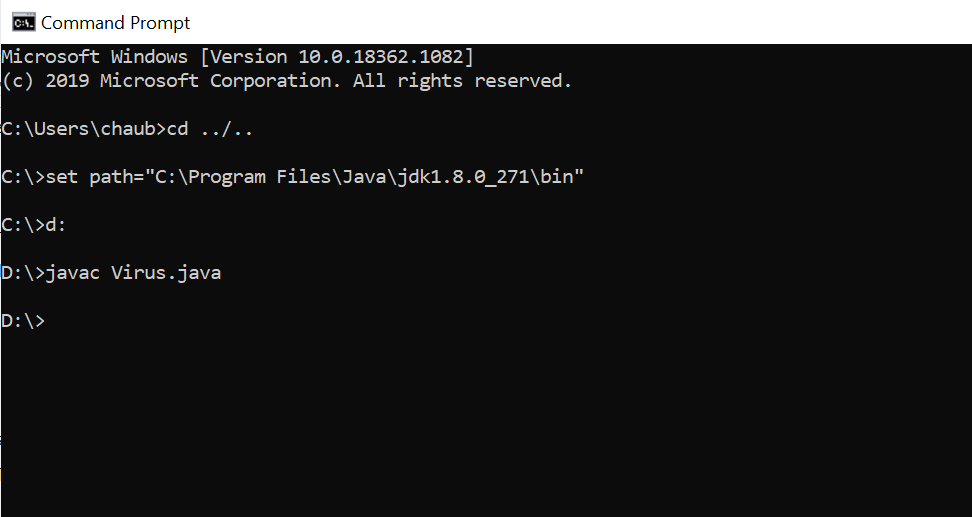 Command Prompt
Microsoft Windows [Version 10.0.18362.1082]
(c) 2019 Microsoft Corporation. All rights reserved.
C:\Users\chaub>cd ../..
C:\>set path="C:\Program Files\Java\jdk1.8.0_271\bin"
C:\>d:
D:\>javac Virus.java
D:\>